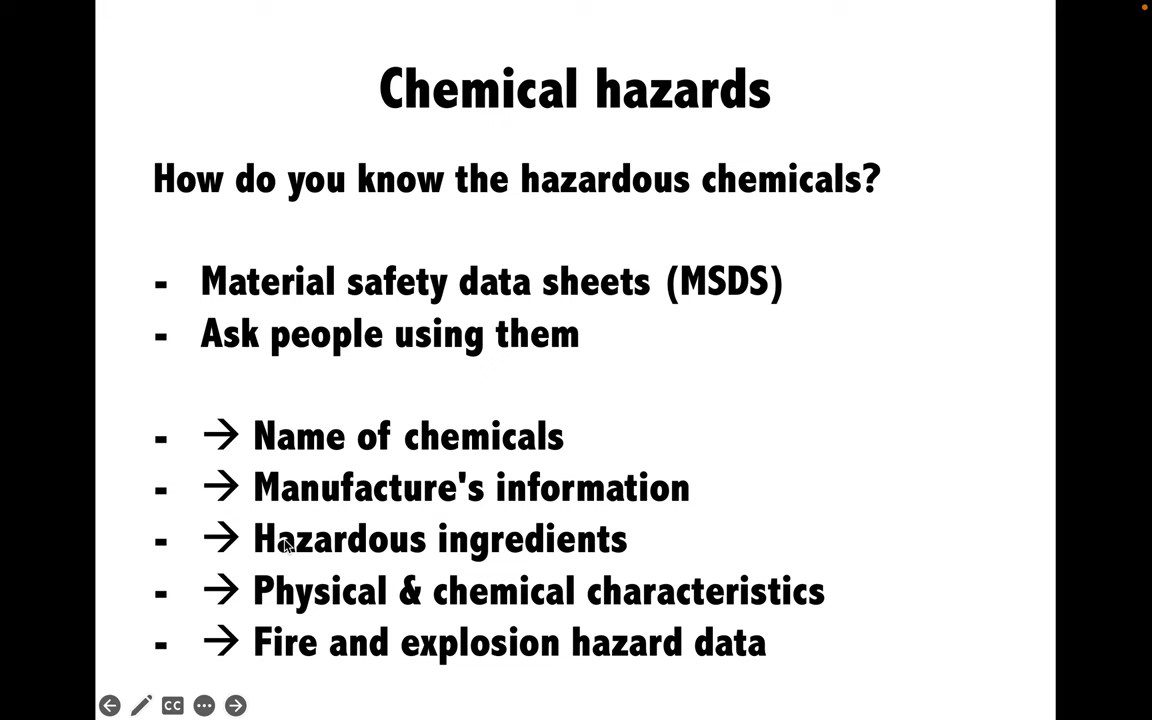 Chemical hazards
How do you know the hazardous chemicals?
- Material safety data sheets (MSDS)
- Ask people using them
- → Name of chemicals
- → Manufacture's information
- → Hazardous ingredients
- → Physical & chemical characteristics
- → Fire and explosion hazard data
CC